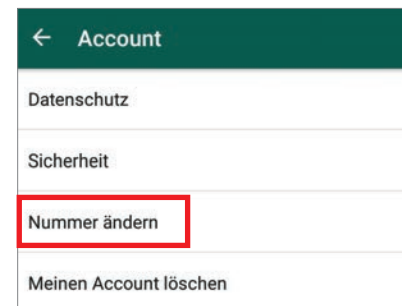 Account
Datenschutz
Sicherheit
Nummer ändern
Meinen Account löschen